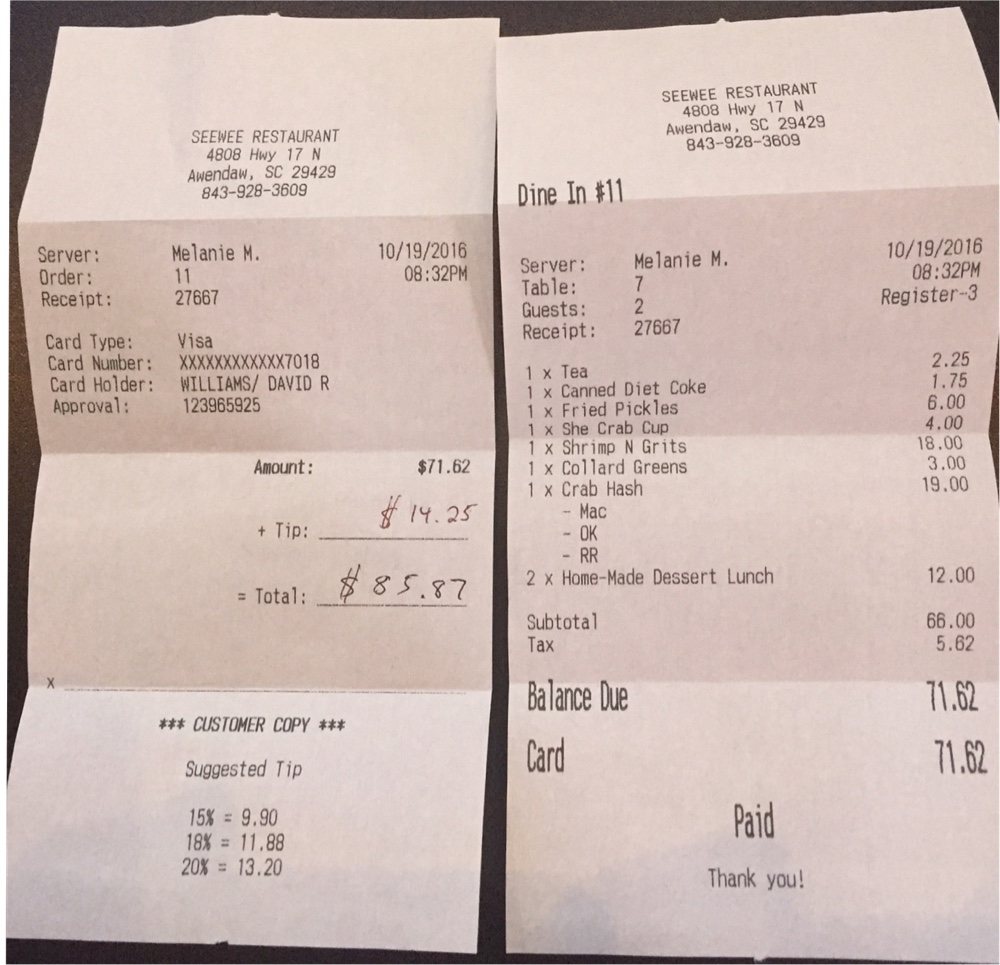 SEEWEE RESTAURANT
4808 Hwy 17 N
Awendaw, SC 29429
843-928-3609
Server: Melanie M. 10/19/2016
Order: 11 08:32PM
Receipt: 27667
Card Type: Visa
Card Number: XXXXXXXXXXXX7018
Card Holder: WILLIAMS/ DAVID R
Approval: 123965925
Amount: $71.62
+ Tip: $ 14.25
= Total: $ 85.87
x
*** CUSTOMER COPY ***
Suggested Tip
15% = 9.90
18% = 11.88
20% = 13.20
SEEWEE RESTAURANT
4808 Hwy 17 N
Awendaw, SC 29429
843-928-3609
Dine In #11
Server: Melanie M. 10/19/2016
Table: 7 08:32PM
Guests: 2 Register-3
Receipt: 27667
1 x Tea 2.25
1 x Canned Diet Coke 1.75
1 x Fried Pickles 6.00
1 x She Crab Cup 4.00
1 x Shrimp N Grits 18.00
1 x Collard Greens 3.00
1 x Crab Hash 19.00
- Mac
- OK
- RR
2 x Home-Made Dessert Lunch 12.00
Subtotal 66.00
Tax 5.62
Balance Due 71.62
Card 71.62
Paid
Thank you!